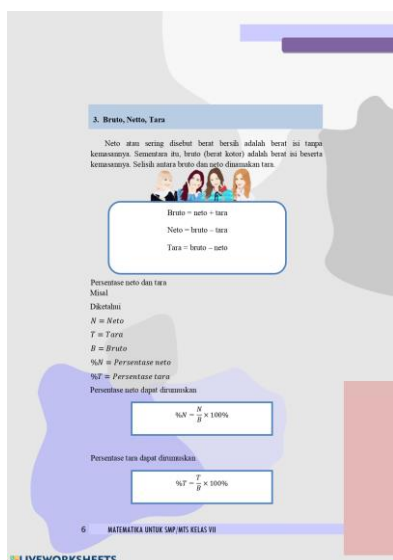 3. Bruto, Netto, Tara
Neto atau sering disebut berat bersih adalah berat isi tanpa
kemasannya. Sementara itu, bruto (berat kotor) adalah berat isi beserta
kemasannya. Selisih antara bruto dan neto dinamakan tara.
Bruto = neto + tara
Neto = bruto – tara
Tara = bruto – neto
Persentase neto dan tara
Misal
Diketahui
N = Neto
T = Tara
B = Bruto
%N = Persentase neto
%T = Persentase tara
Persentase neto dapat dirumuskan
%N = N/B × 100%
Persentase tara dapat dirumuskan
%T = T/B × 100%
6 MATEMATIKA UNTUK SMP/MTS KELAS VII
LIVEWORKSHEETS